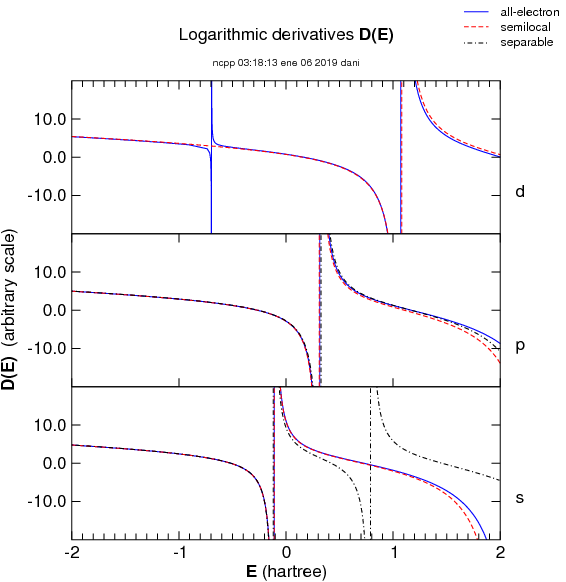 all-electron
semilocal
separable
Logarithmic derivatives D(E)
ncpp 03:18:13 ene 06 2019 dani
10.0
0.0
-10.0
d
10.0
0.0
-10.0
p
D(E) (arbitrary scale)
10.0
0.0
-10.0
s
-2 -1 0 1 2
E (hartree)